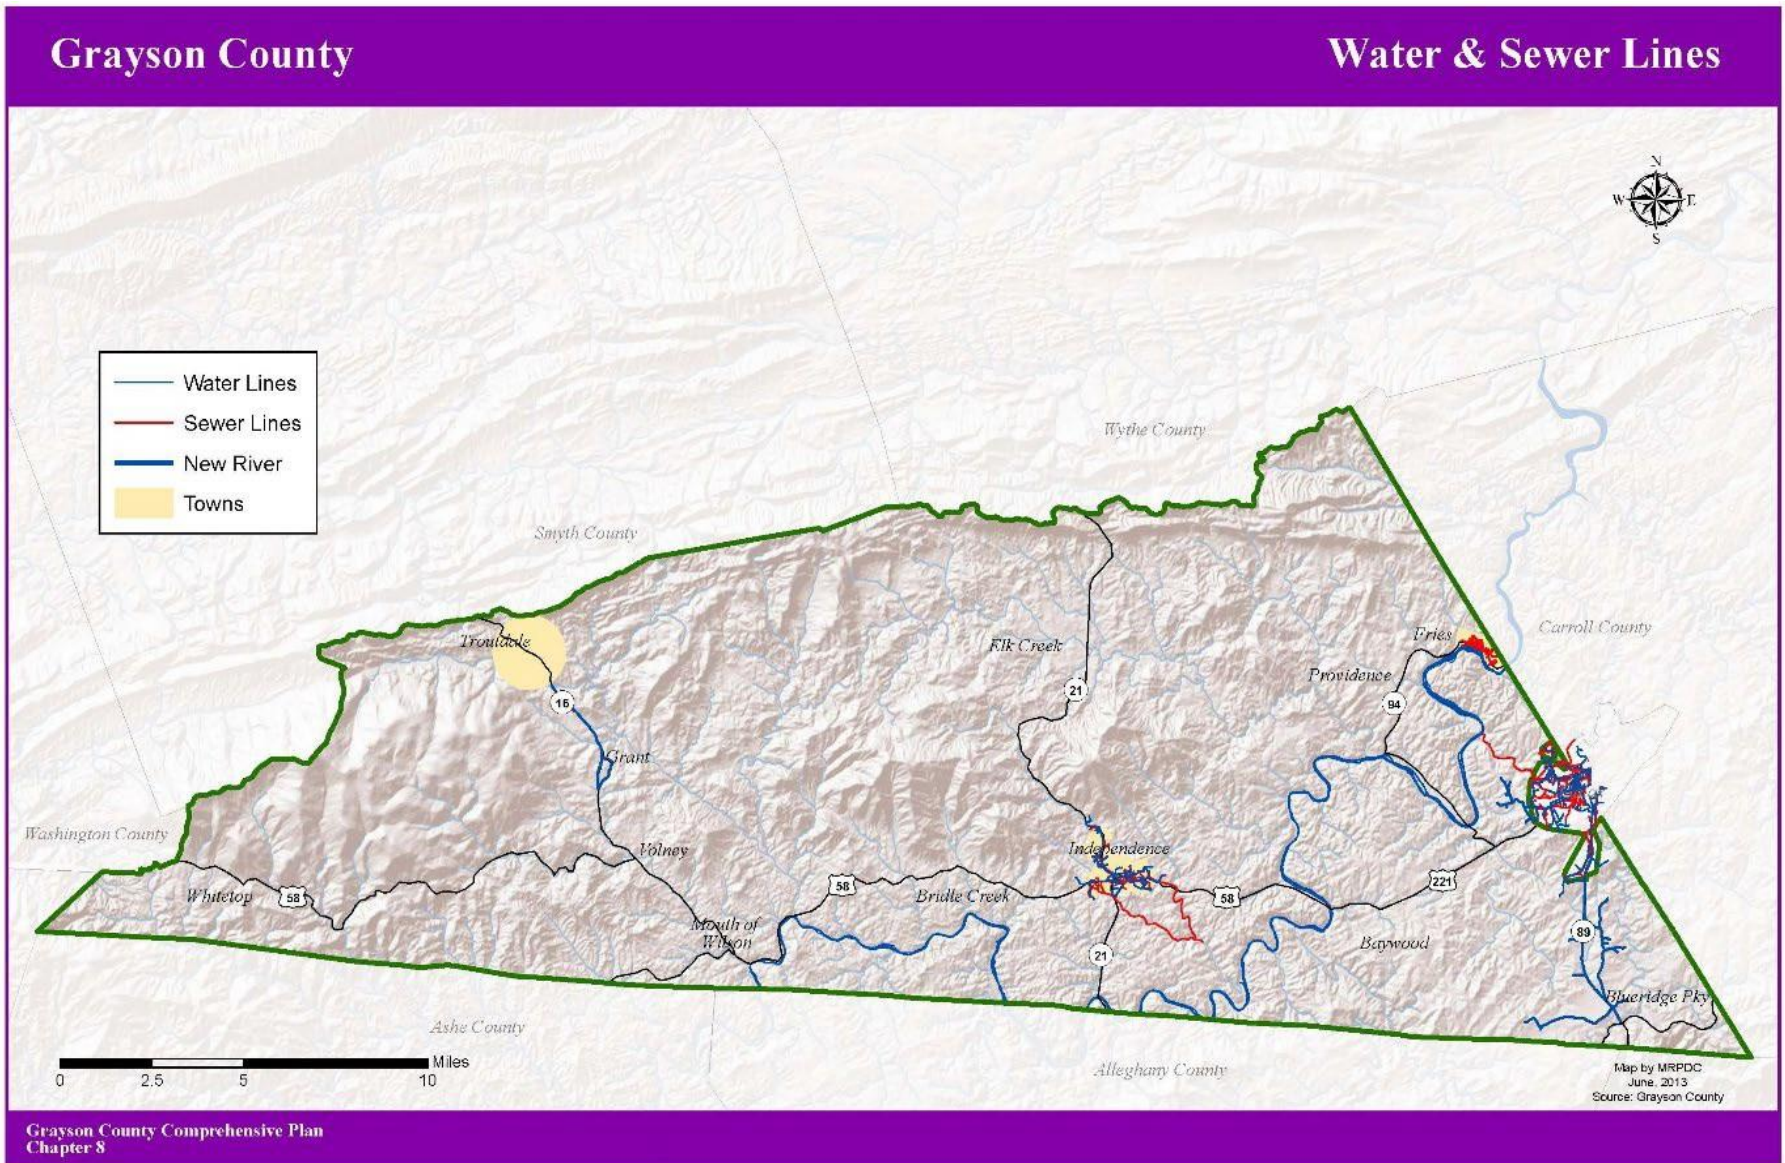 Grayson County
Water & Sewer Lines
N
W
E
S
Water Lines
Sewer Lines
New River
Towns
Wythe County
Smyth County
Carroll County
Washington County
Ashe County
Alleghany County
Troutdale
Elk Creek
Fries
Providence
21
16
94
Grant
Volney
Independence
58
Bridle Creek
58
221
Whitetop
58
Mouth of
Wilson
Baywood
89
21
Blueridge Pky
Miles
0
2.5
5
10
Map by MRPDC
June, 2013
Source: Grayson County
Grayson County Comprehensive Plan
Chapter 8